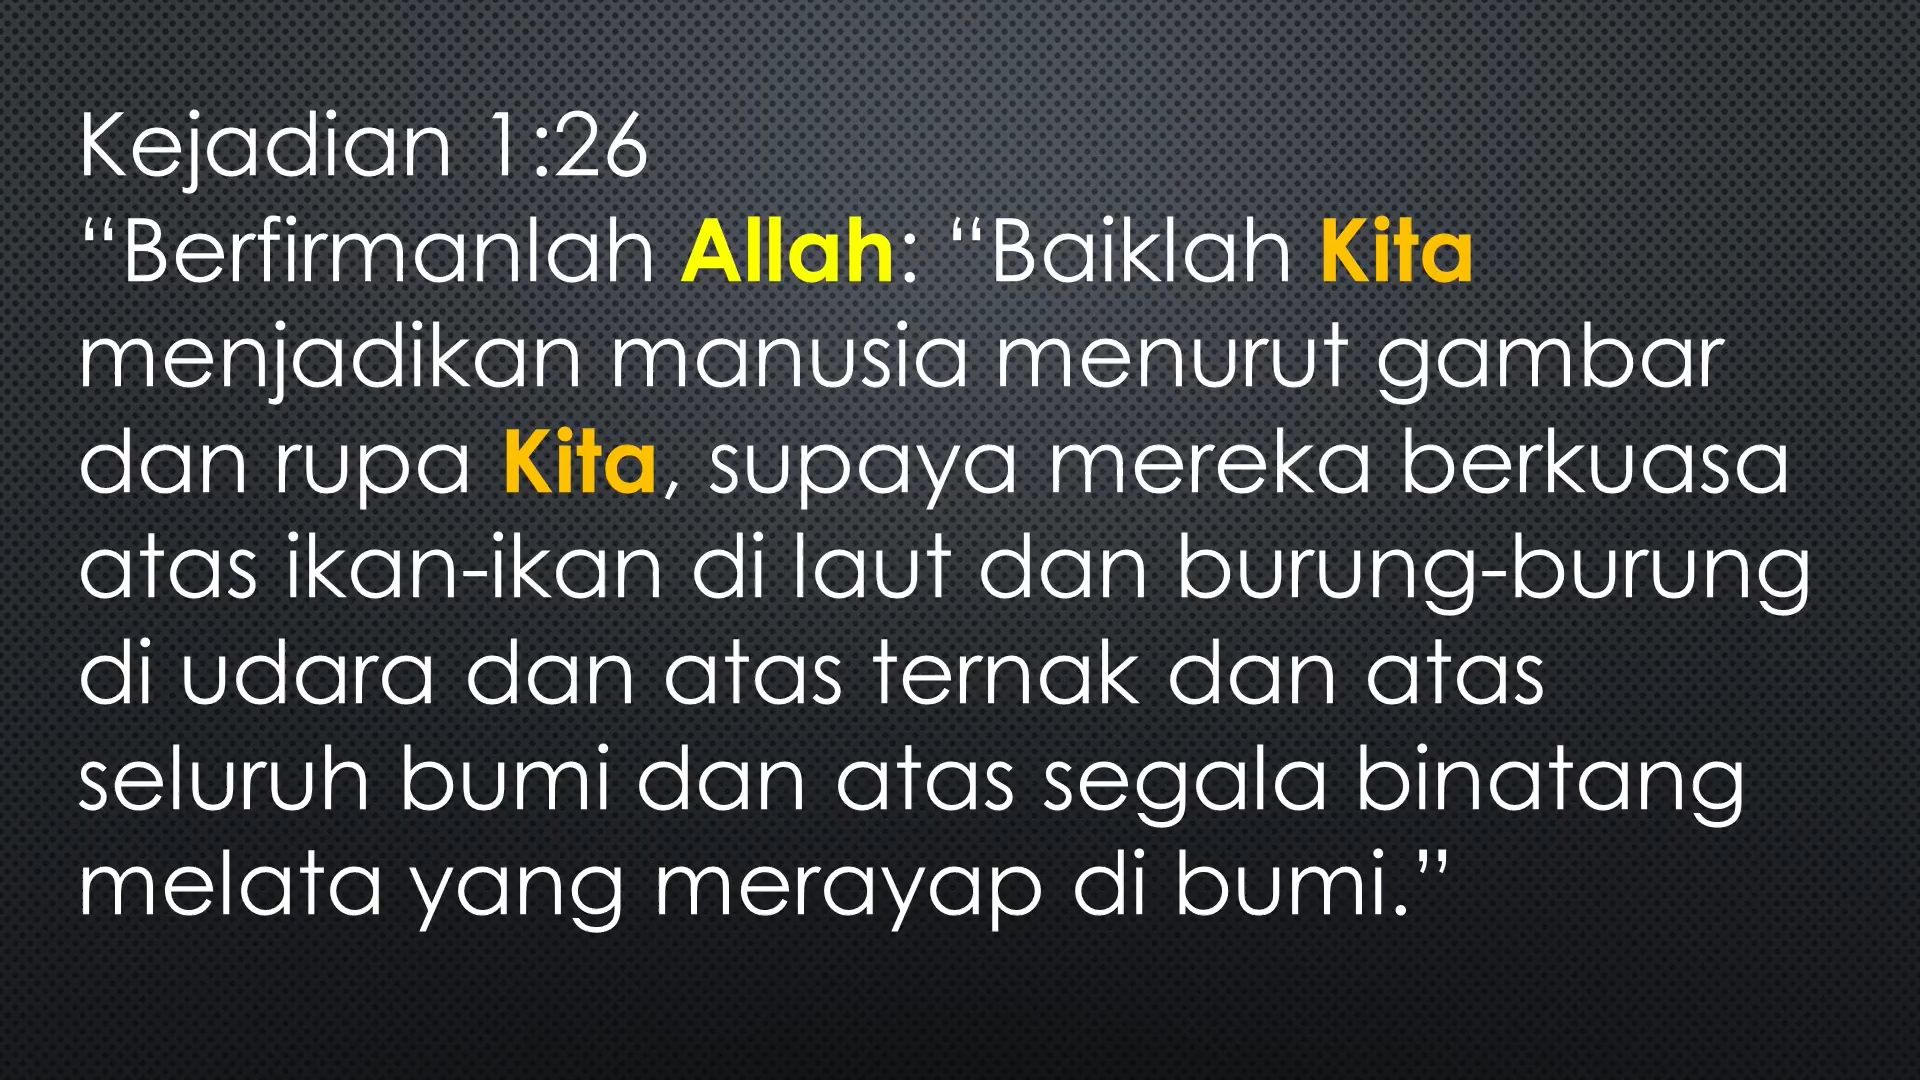 Kejadian 1:26
“Berfirmanlah Allah: “Baiklah Kita
menjadikan manusia menurut gambar
dan rupa Kita, supaya mereka berkuasa
atas ikan-ikan di laut dan burung-burung
di udara dan atas ternak dan atas
seluruh bumi dan atas segala binatang
melata yang merayap di bumi.”